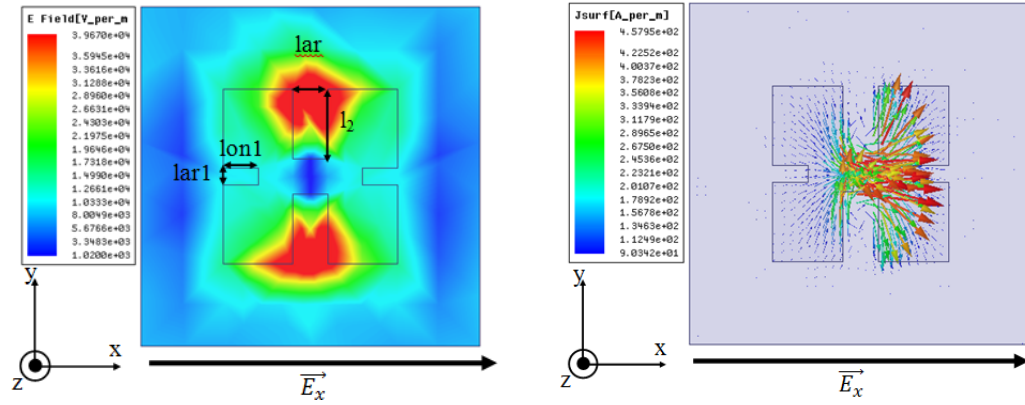 E Field[V_per_m
3.9670e+04
3.5945e+04
3.3616e+04
3.1288e+04
2.8960e+04
2.6631e+04
2.4303e+04
2.1975e+04
1.9646e+04
1.7318e+04
1.4990e+04
1.2661e+04
1.0333e+04
8.0049e+03
5.6766e+03
3.3483e+03
1.0200e+03
lar
l₂
lon1
lar1
y
x
z
E_x
Jsurf[A_per_m]
4.5795e+02
4.2252e+02
4.0037e+02
3.7823e+02
3.5608e+02
3.3394e+02
3.1179e+02
2.8965e+02
2.6750e+02
2.4536e+02
2.2321e+02
2.0107e+02
1.7892e+02
1.5678e+02
1.3463e+02
1.1249e+02
9.0342e+01
y
x
z
E_x